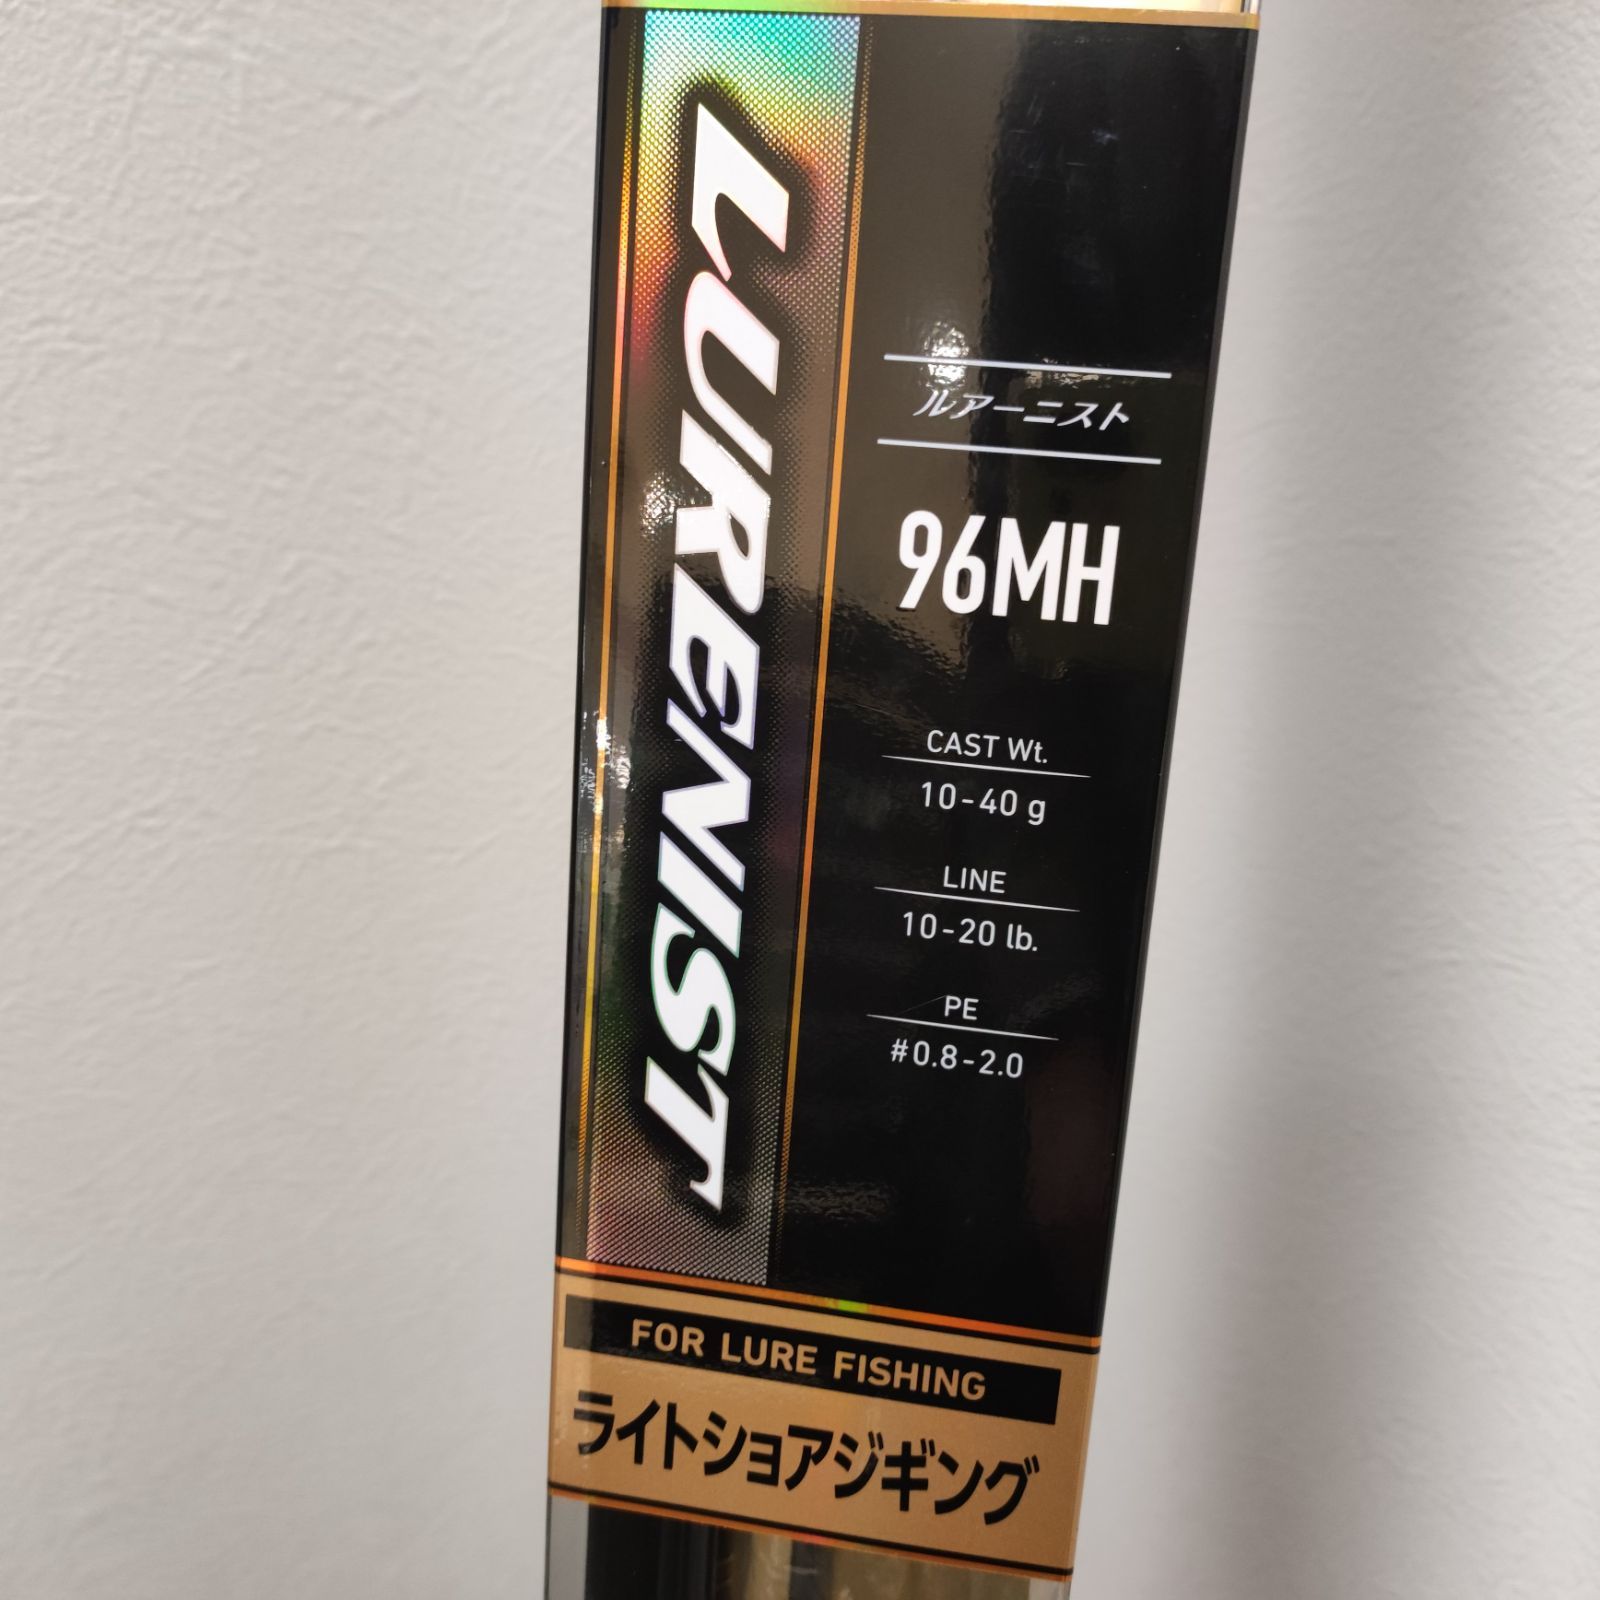 LURENIST
ルアーニスト
96MH
CAST Wt.
10-40 g
LINE
10-20 lb.
PE
#0.8-2.0
FOR LURE FISHING
ライトショアジギング